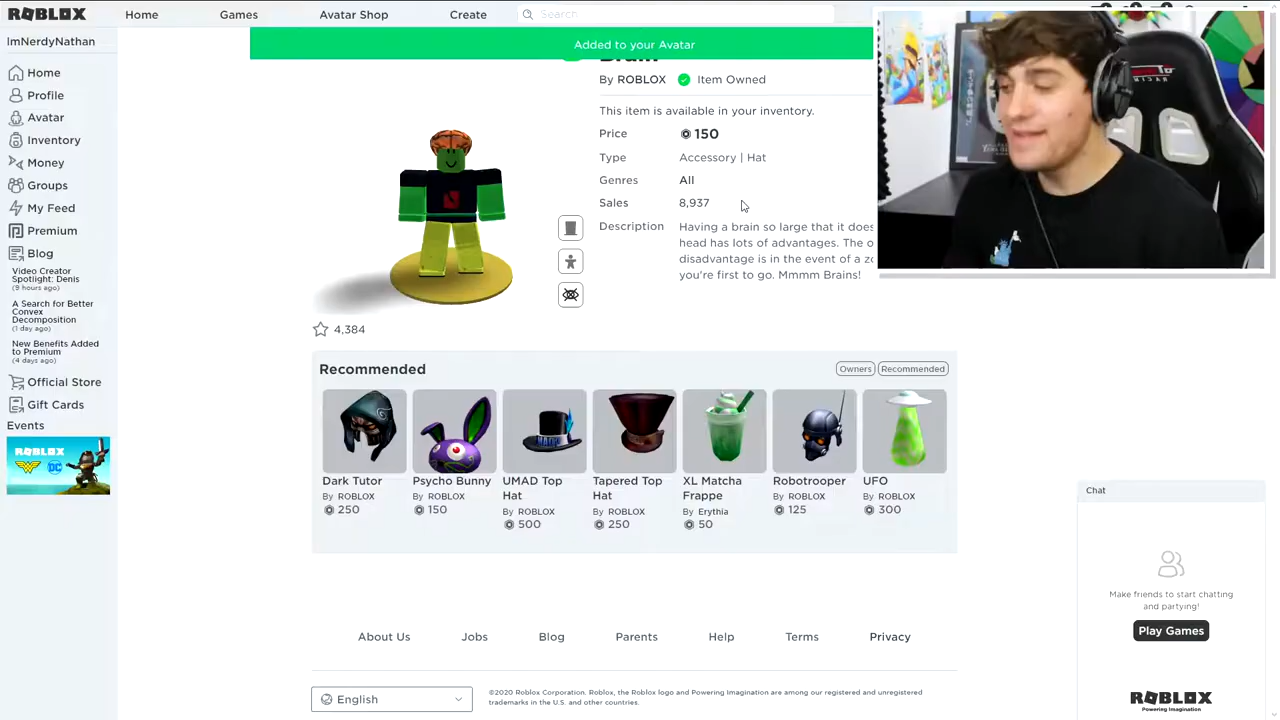 ROBLOX Home Games Avatar Shop Create Search
ImNerdyNathan
Added to your Avatar
Home
Profile
Avatar
Inventory
Money
Groups
My Feed
Premium
Blog
Video Creator
Spotlight: Denis
(9 hours ago)
A Search for Better
Convex
Decomposition
(1 day ago)
New Benefits Added
to Premium
(4 days ago)
Official Store
Gift Cards
Events
ROBLOX
DC
Brain
By ROBLOX Item Owned
This item is available in your inventory.
Price 150
Type Accessory | Hat
Genres All
Sales 8,937
Description Having a brain so large that it does
head has lots of advantages. The o
disadvantage is in the event of a zo
you're first to go. Mmmm Brains!
4,384
Recommended Owners Recommended
Dark Tutor
By ROBLOX
250
Psycho Bunny
By ROBLOX
150
UMAD Top
Hat
By ROBLOX
500
Tapered Top
Hat
By ROBLOX
250
XL Matcha
Frappe
By Erythia
50
Robotrooper
By ROBLOX
125
UFO
By ROBLOX
300
Chat
Make friends to start chatting
and partying!
Play Games
About Us Jobs Blog Parents Help Terms Privacy
English
©2020 Roblox Corporation. Roblox, the Roblox logo and Powering Imagination are among our registered and unregistered
trademarks in the U.S. and other countries.
ROBLOX
Powering Imagination